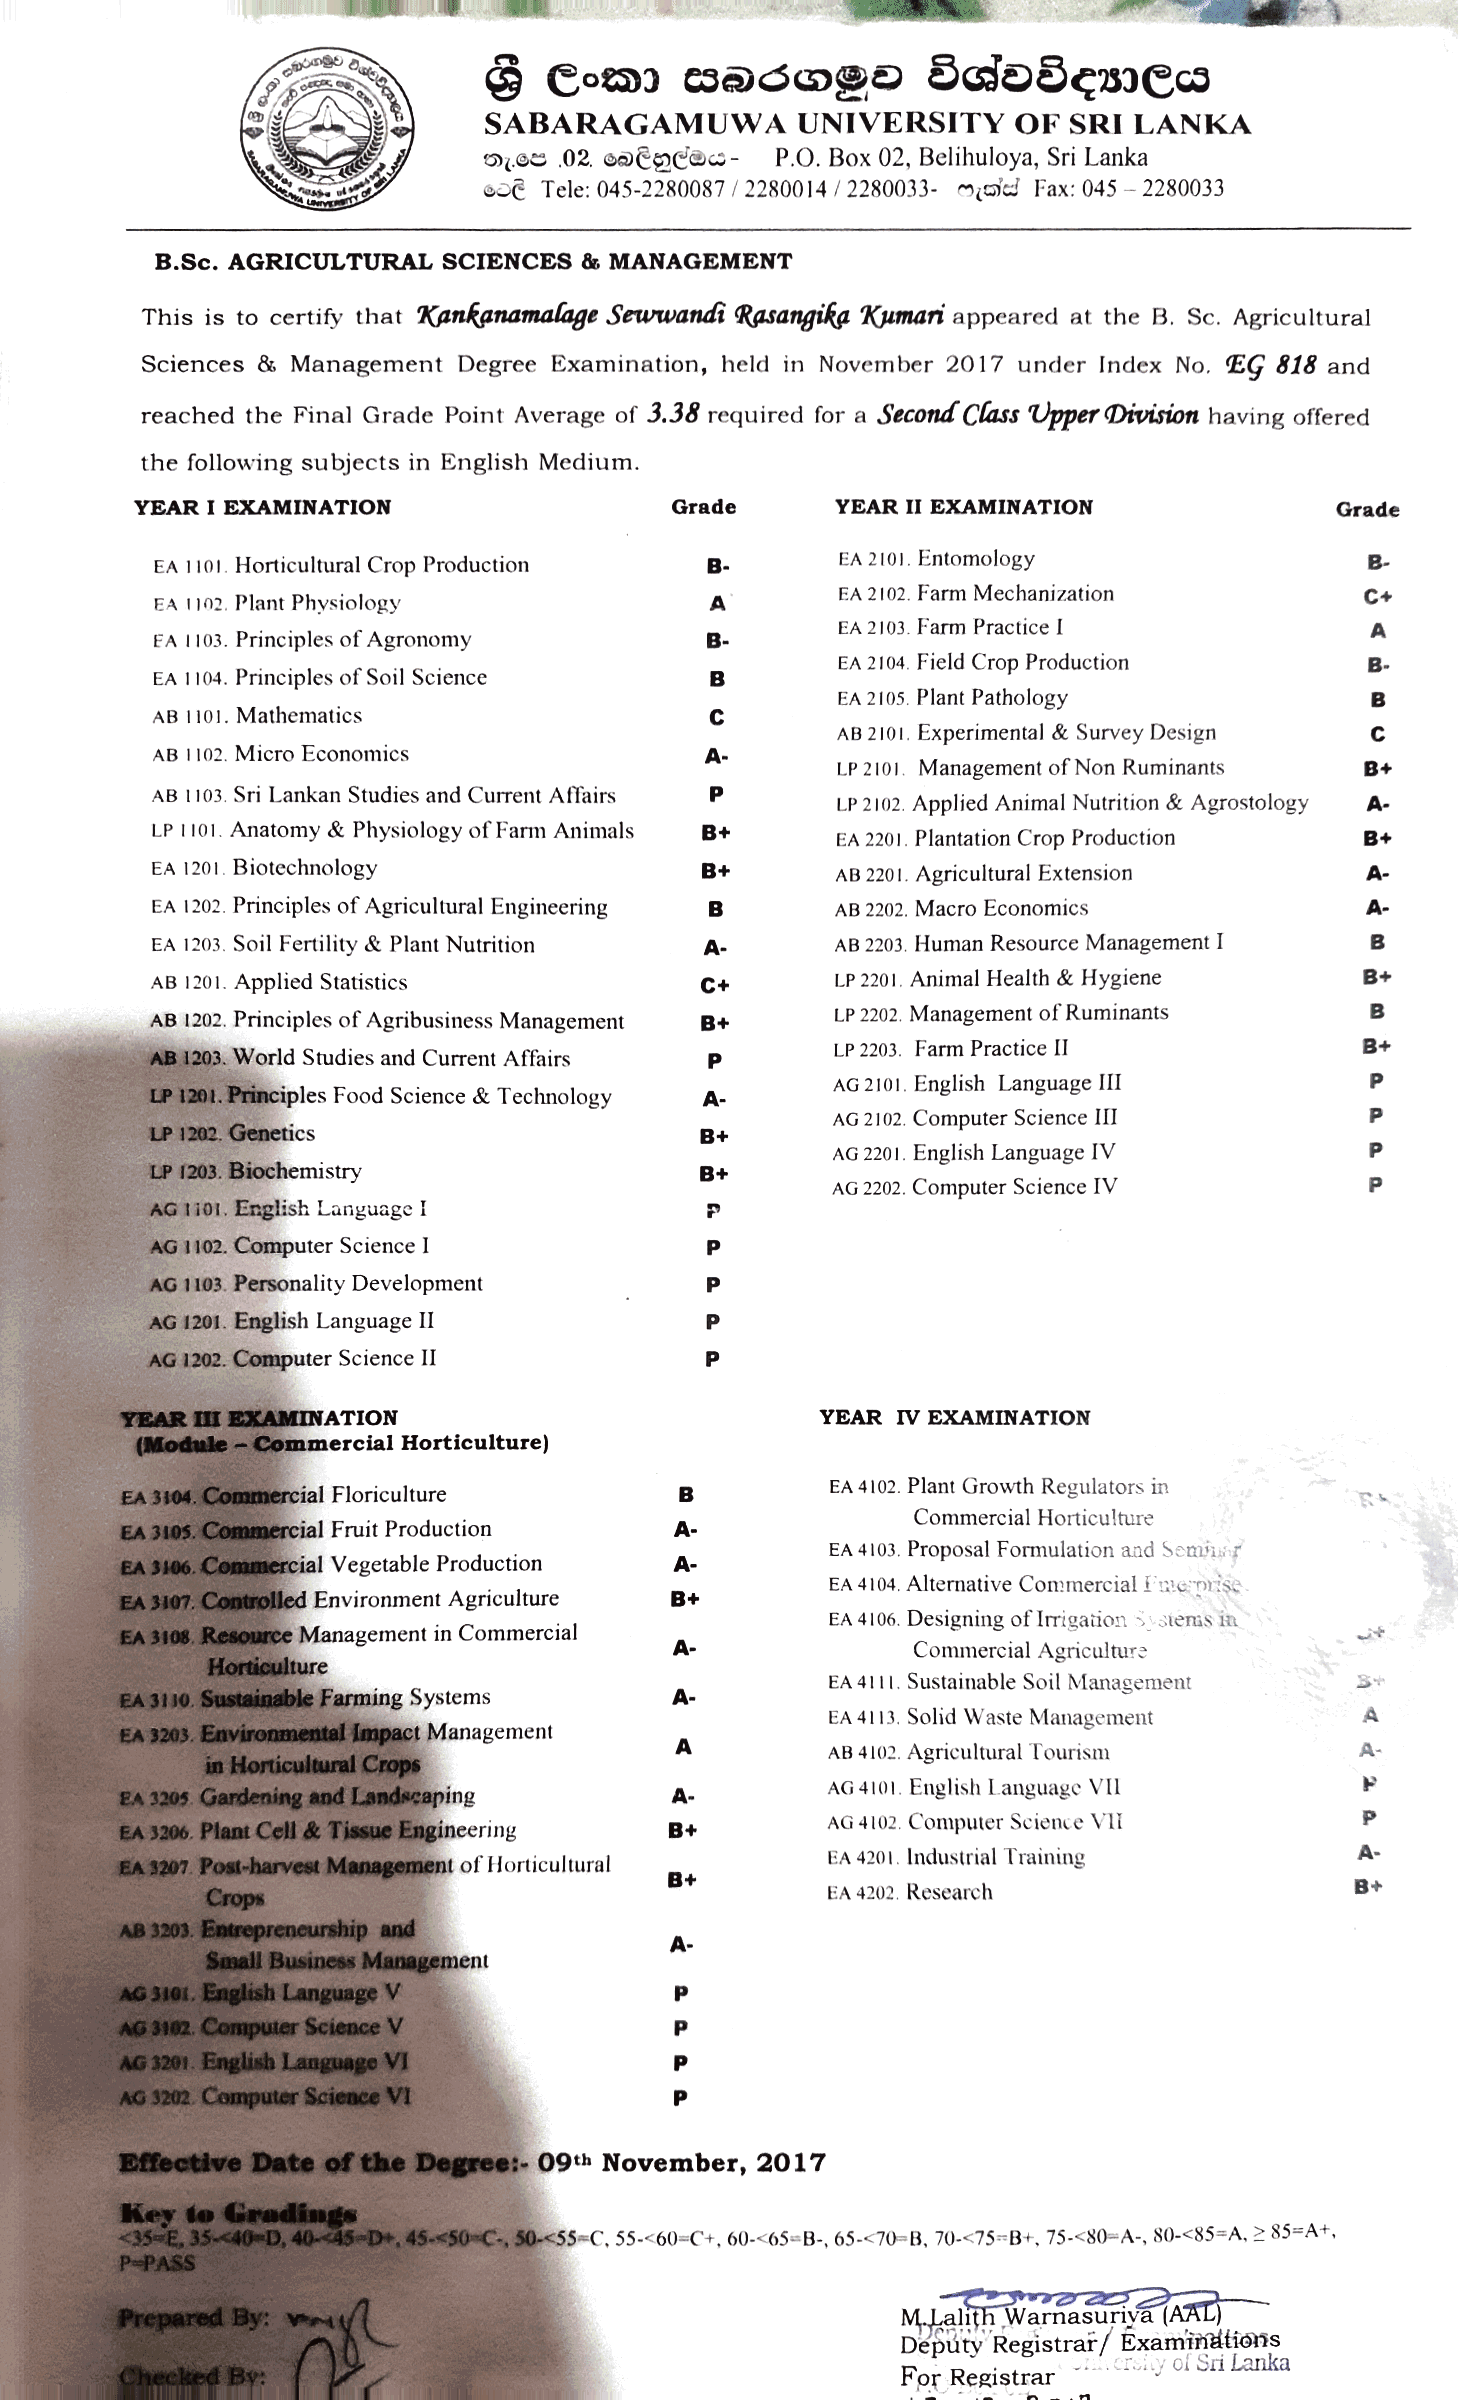 ශ්‍රී ලංකා සබරගමුව විශ්වවිද්‍යාලය
SABARAGAMUWA UNIVERSITY OF SRI LANKA
තැ.පෙ .02. බෙලිහුල්ඔය- P.O. Box 02, Belihuloya, Sri Lanka
ටෙලි Tele: 045-2280087 / 2280014 / 2280033- ෆැක්ස් Fax: 045 – 2280033
B.Sc. AGRICULTURAL SCIENCES & MANAGEMENT
This is to certify that Kankanamalage Sewwandi Rasangika Kumari appeared at the B. Sc. Agricultural
Sciences & Management Degree Examination, held in November 2017 under Index No. EG 818 and
reached the Final Grade Point Average of 3.38 required for a Second Class Upper Division having offered
the following subjects in English Medium.
YEAR I EXAMINATION Grade
EA 1101. Horticultural Crop Production B-
EA 1102. Plant Physiology A
EA 1103. Principles of Agronomy B-
EA 1104. Principles of Soil Science B
AB 1101. Mathematics C
AB 1102. Micro Economics A-
AB 1103. Sri Lankan Studies and Current Affairs P
LP 1101. Anatomy & Physiology of Farm Animals B+
EA 1201. Biotechnology B+
EA 1202. Principles of Agricultural Engineering B
EA 1203. Soil Fertility & Plant Nutrition A-
AB 1201. Applied Statistics C+
AB 1202. Principles of Agribusiness Management B+
AB 1203. World Studies and Current Affairs P
LP 1201. Principles Food Science & Technology A-
LP 1202. Genetics B+
LP 1203. Biochemistry B+
AG 1101. English Language I P
AG 1102. Computer Science I P
AG 1103. Personality Development P
AG 1201. English Language II P
AG 1202. Computer Science II P
YEAR II EXAMINATION Grade
EA 2101. Entomology B-
EA 2102. Farm Mechanization C+
EA 2103. Farm Practice I A
EA 2104. Field Crop Production B-
EA 2105. Plant Pathology B
AB 2101. Experimental & Survey Design C
LP 2101. Management of Non Ruminants B+
LP 2102. Applied Animal Nutrition & Agrostology A-
EA 2201. Plantation Crop Production B+
AB 2201. Agricultural Extension A-
AB 2202. Macro Economics A-
AB 2203. Human Resource Management I B
LP 2201. Animal Health & Hygiene B+
LP 2202. Management of Ruminants B
LP 2203. Farm Practice II B+
AG 2101. English Language III P
AG 2102. Computer Science III P
AG 2201. English Language IV P
AG 2202. Computer Science IV P
YEAR III EXAMINATION
(Module – Commercial Horticulture)
EA 3104. Commercial Floriculture B
EA 3105. Commercial Fruit Production A-
EA 3106. Commercial Vegetable Production A-
EA 3107. Controlled Environment Agriculture B+
EA 3108. Resource Management in Commercial
Horticulture A-
EA 3110. Sustainable Farming Systems A-
EA 3203. Environmental Impact Management
in Horticultural Crops A
EA 3205. Gardening and Landscaping A-
EA 3206. Plant Cell & Tissue Engineering B+
EA 3207. Post-harvest Management of Horticultural
Crops B+
AB 3203. Entrepreneurship and
Small Business Management A-
AG 3101. English Language V P
AG 3102. Computer Science V P
AG 3201. English Language VI P
AG 3202. Computer Science VI P
YEAR IV EXAMINATION
EA 4102. Plant Growth Regulators in
Commercial Horticulture
EA 4103. Proposal Formulation and Seminar
EA 4104. Alternative Commercial Enterprise
EA 4106. Designing of Irrigation Systems in
Commercial Agriculture
EA 4111. Sustainable Soil Management B+
EA 4113. Solid Waste Management A
AB 4102. Agricultural Tourism A-
AG 4101. English Language VII P
AG 4102. Computer Science VII P
EA 4201. Industrial Training A-
EA 4202. Research B+
Effective Date of the Degree:- 09th November, 2017
Key to Gradings
<35=E, 35-<40=D, 40-<45=D+, 45-<50=C-, 50-<55=C, 55-<60=C+, 60-<65=B-, 65-<70=B, 70-<75=B+, 75-<80=A-, 80-<85=A, ≥ 85=A+,
P=PASS
Prepared By:
Checked By:
M.Lalith Warnasuriya (AAL)
Deputy Registrar/ Examinations
of Sri Lanka
For Registrar